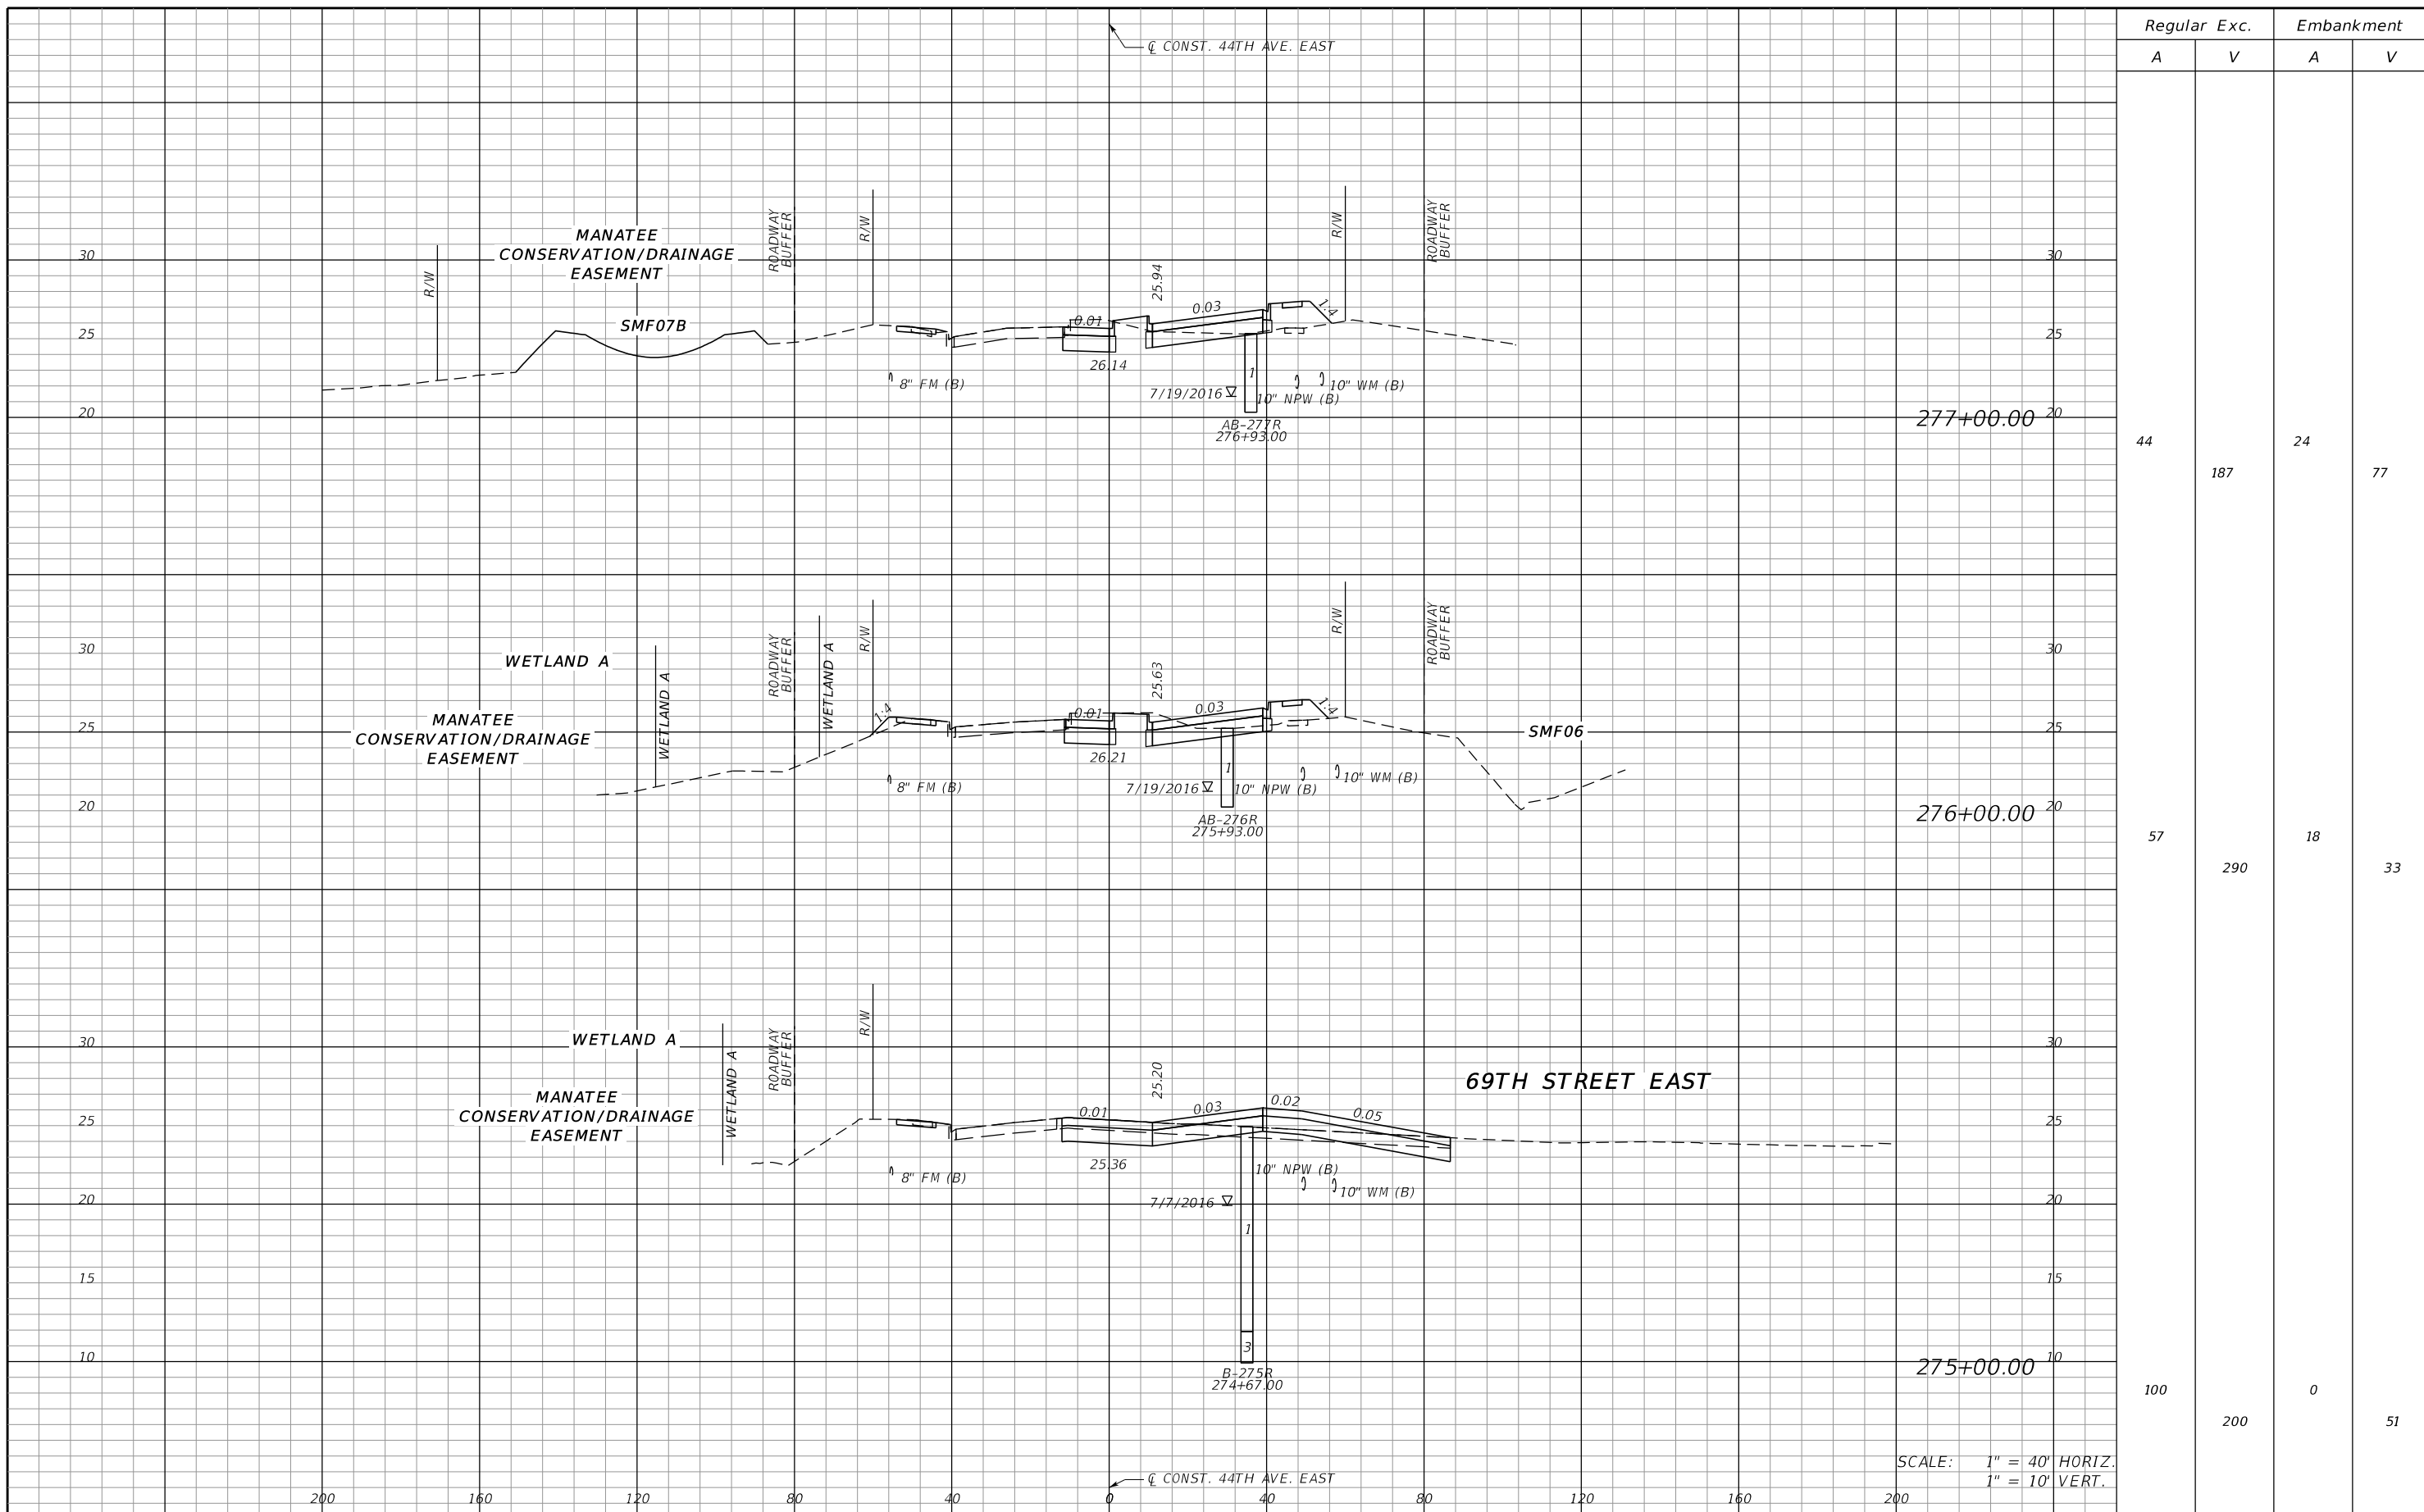 Regular Exc.
Embankment
A
V
A
V
℄ CONST. 44TH AVE. EAST
MANATEE
CONSERVATION/DRAINAGE
EASEMENT
R/W
SMF07B
ROADWAY
BUFFER
R/W
25.94
R/W
ROADWAY
BUFFER
30
30
25
25
20
20
0.01
0.03
1:4
26.14
8" FM (B)
7/19/2016
1
10" NPW (B)
10" WM (B)
AB-277R
276+93.00
277+00.00
44
24
187
77
WETLAND A
MANATEE
CONSERVATION/DRAINAGE
EASEMENT
WETLAND A
ROADWAY
BUFFER
WETLAND A
R/W
25.63
R/W
ROADWAY
BUFFER
30
30
25
25
20
20
1:4
0.01
0.03
1:4
SMF06
26.21
8" FM (B)
7/19/2016
1
10" NPW (B)
10" WM (B)
AB-276R
275+93.00
276+00.00
57
18
290
33
WETLAND A
MANATEE
CONSERVATION/DRAINAGE
EASEMENT
WETLAND A
ROADWAY
BUFFER
R/W
25.20
69TH STREET EAST
30
30
25
25
20
20
15
15
10
10
0.01
0.03
0.02
0.05
25.36
8" FM (B)
10" NPW (B)
10" WM (B)
7/7/2016
1
3
B-275R
274+67.00
275+00.00
100
0
200
51
℄ CONST. 44TH AVE. EAST
SCALE: 1" = 40' HORIZ.
1" = 10' VERT.
200 160 120 80 40 0 40 80 120 160 200